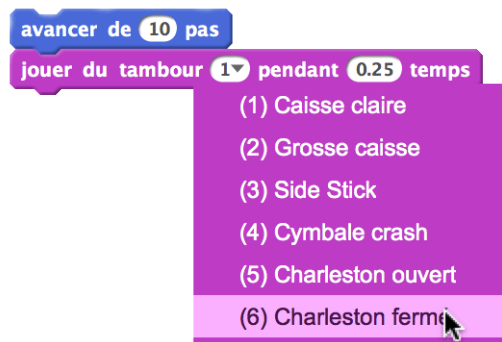 avancer de 10 pas
jouer du tambour 1 pendant 0.25 temps
(1) Caisse claire
(2) Grosse caisse
(3) Side Stick
(4) Cymbale crash
(5) Charleston ouvert
(6) Charleston fermé